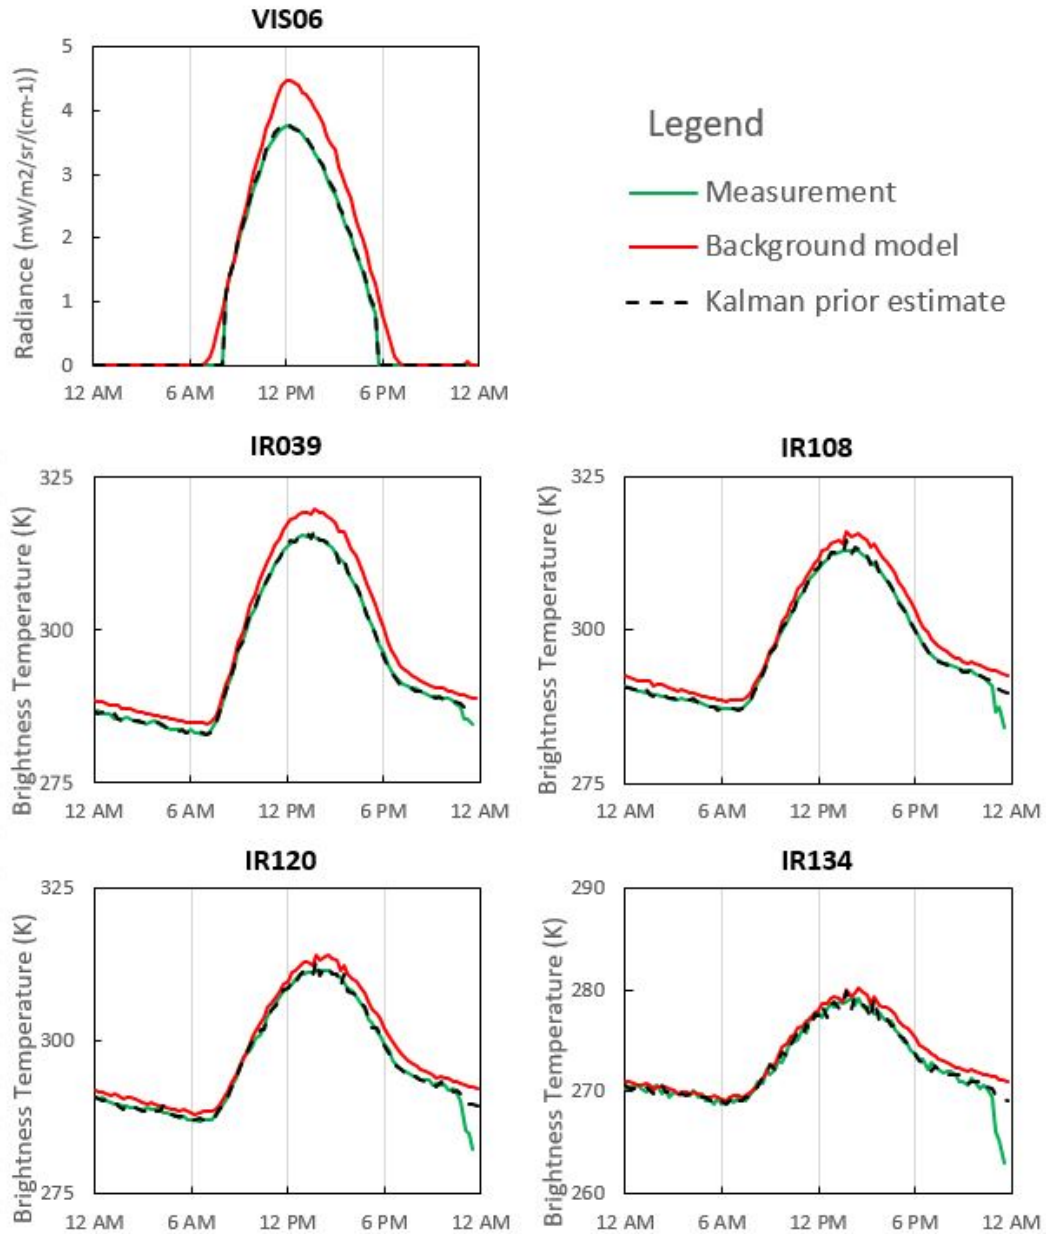 VIS06
Radiance (mW/m2/sr/(cm-1))
5
4
3
2
1
0
12 AM 6 AM 12 PM 6 PM 12 AM
Legend
Measurement
Background model
Kalman prior estimate
IR039
Brightness Temperature (K)
325
300
275
12 AM 6 AM 12 PM 6 PM 12 AM
IR108
Brightness Temperature (K)
325
300
275
12 AM 6 AM 12 PM 6 PM 12 AM
IR120
Brightness Temperature (K)
325
300
275
12 AM 6 AM 12 PM 6 PM 12 AM
IR134
Brightness Temperature (K)
290
280
270
260
12 AM 6 AM 12 PM 6 PM 12 AM